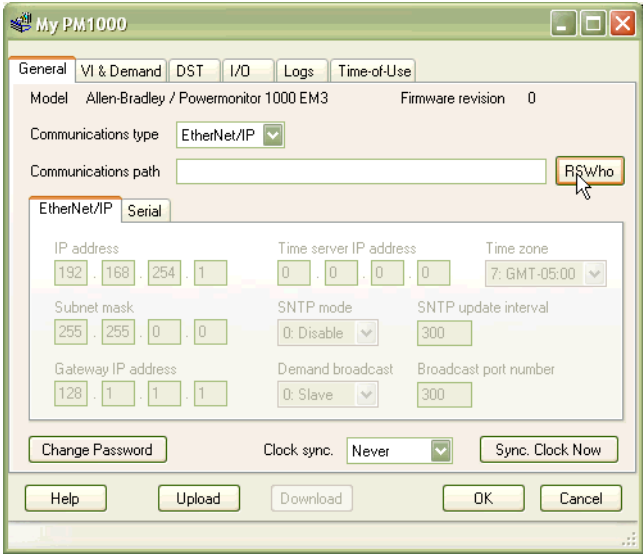 My PM1000
General VI & Demand DST I/O Logs Time-of-Use
Model Allen-Bradley / Powermonitor 1000 EM3 Firmware revision 0
Communications type EtherNet/IP
Communications path RSWho
EtherNet/IP Serial
IP address Time server IP address Time zone
192 . 168 . 254 . 1 0 . 0 . 0 . 0 7: GMT-05:00
Subnet mask SNTP mode SNTP update interval
255 . 255 . 0 . 0 0: Disable 300
Gateway IP address Demand broadcast Broadcast port number
128 . 1 . 1 . 1 0: Slave 300
Change Password Clock sync. Never Sync. Clock Now
Help Upload Download OK Cancel